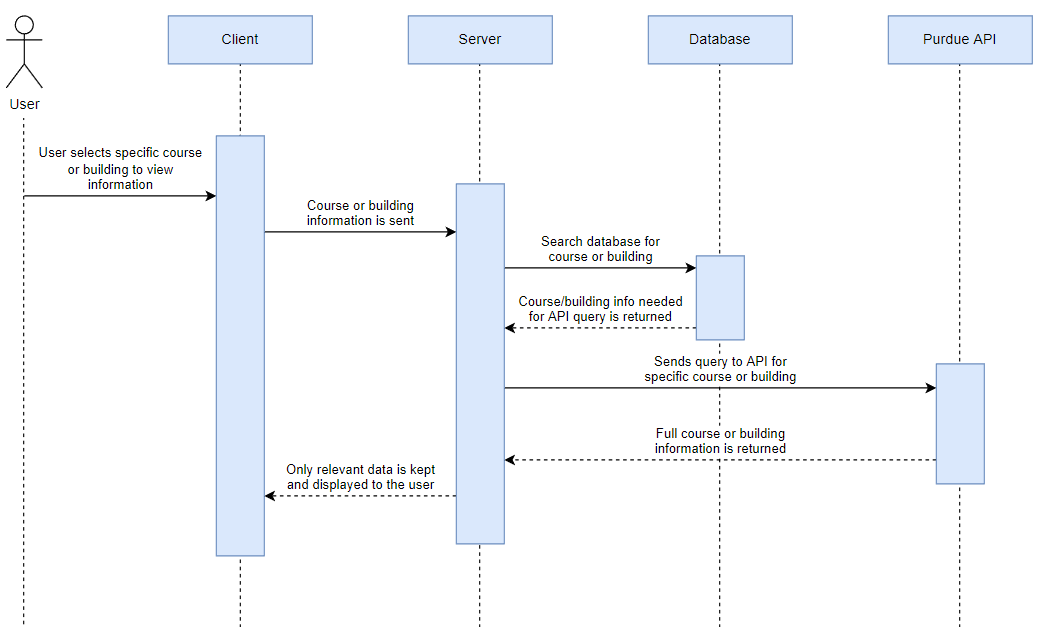 Client
Server
Database
Purdue API
User
User selects specific course
or building to view
information
Course or building
information is sent
Search database for
course or building
Course/building info needed
for API query is returned
Sends query to API for
specific course or building
Full course or building
information is returned
Only relevant data is kept
and displayed to the user